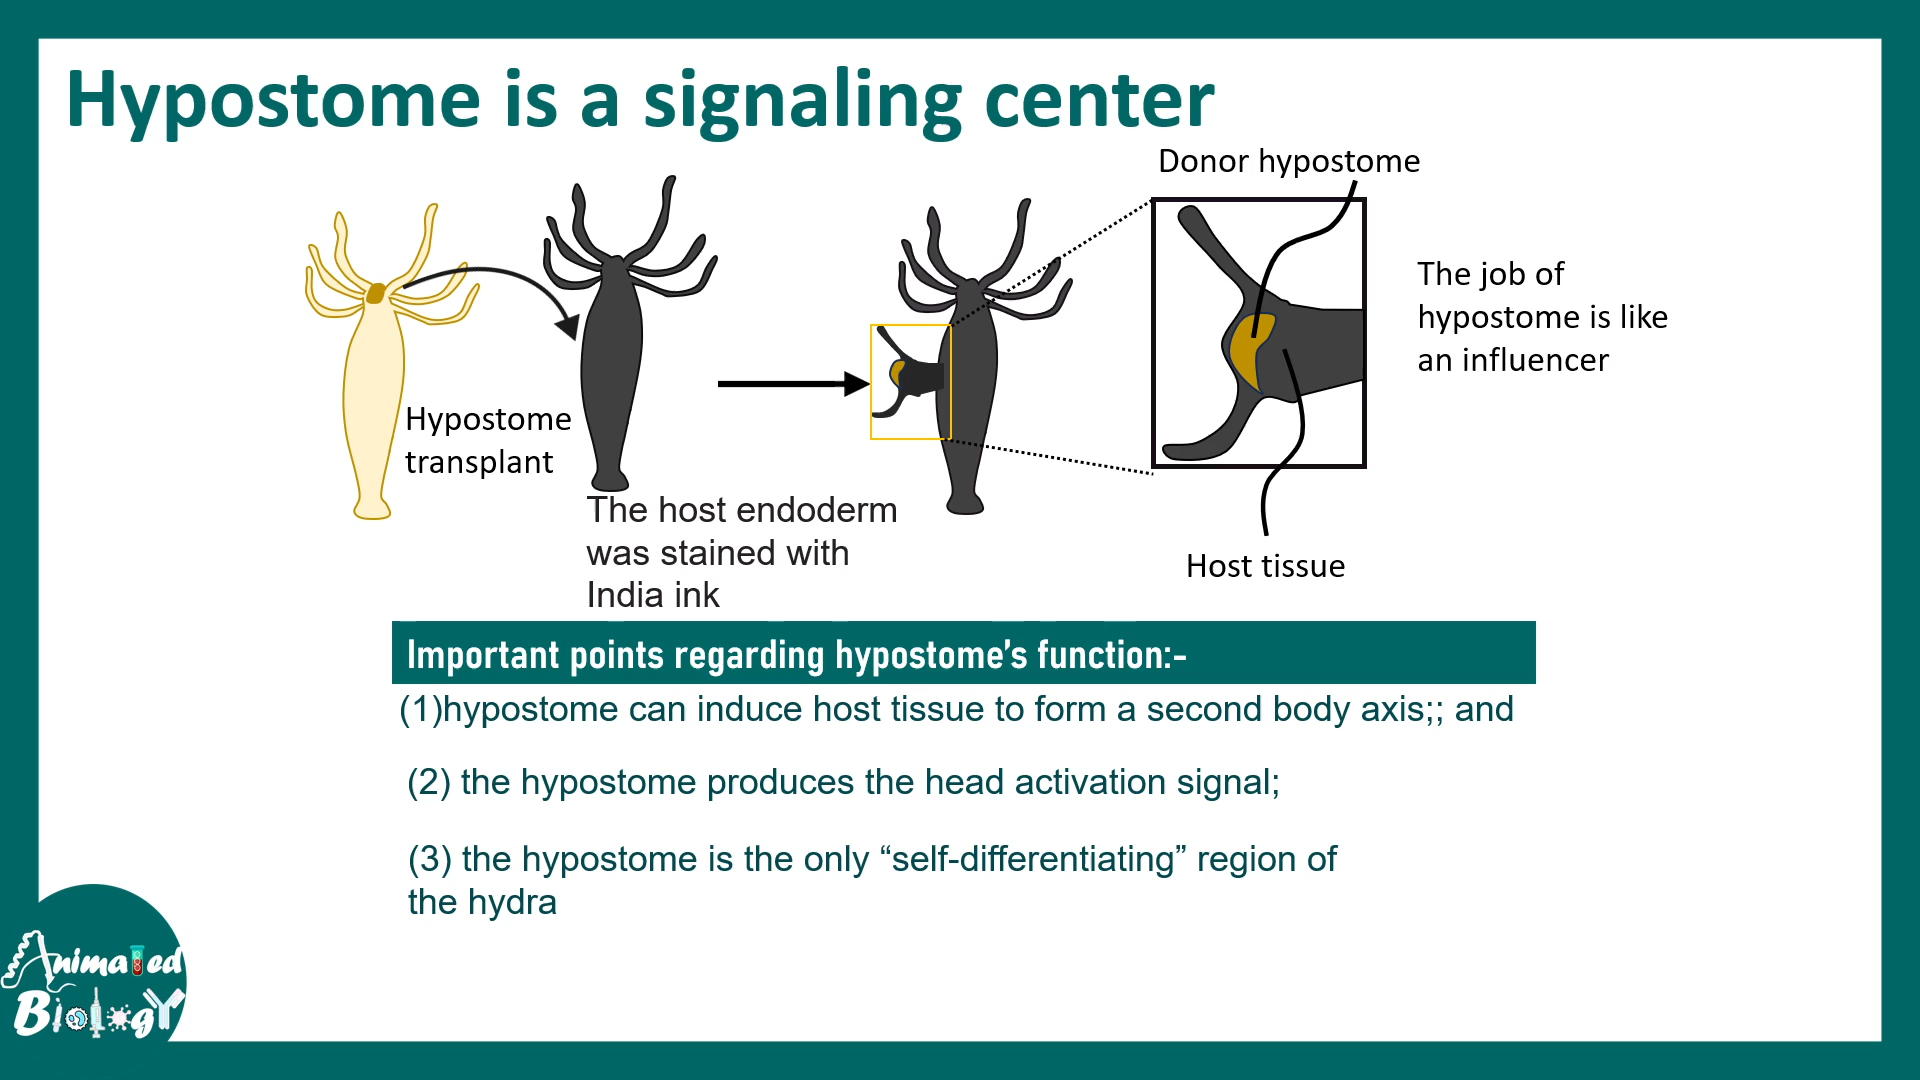 Hypostome is a signaling center
Donor hypostome
The job of
hypostome is like
an influencer
Hypostome
transplant
The host endoderm
was stained with
India ink
Host tissue
Important points regarding hypostome’s function:-
(1)hypostome can induce host tissue to form a second body axis;; and
(2) the hypostome produces the head activation signal;
(3) the hypostome is the only “self-differentiating” region of
the hydra
Animated
Biology